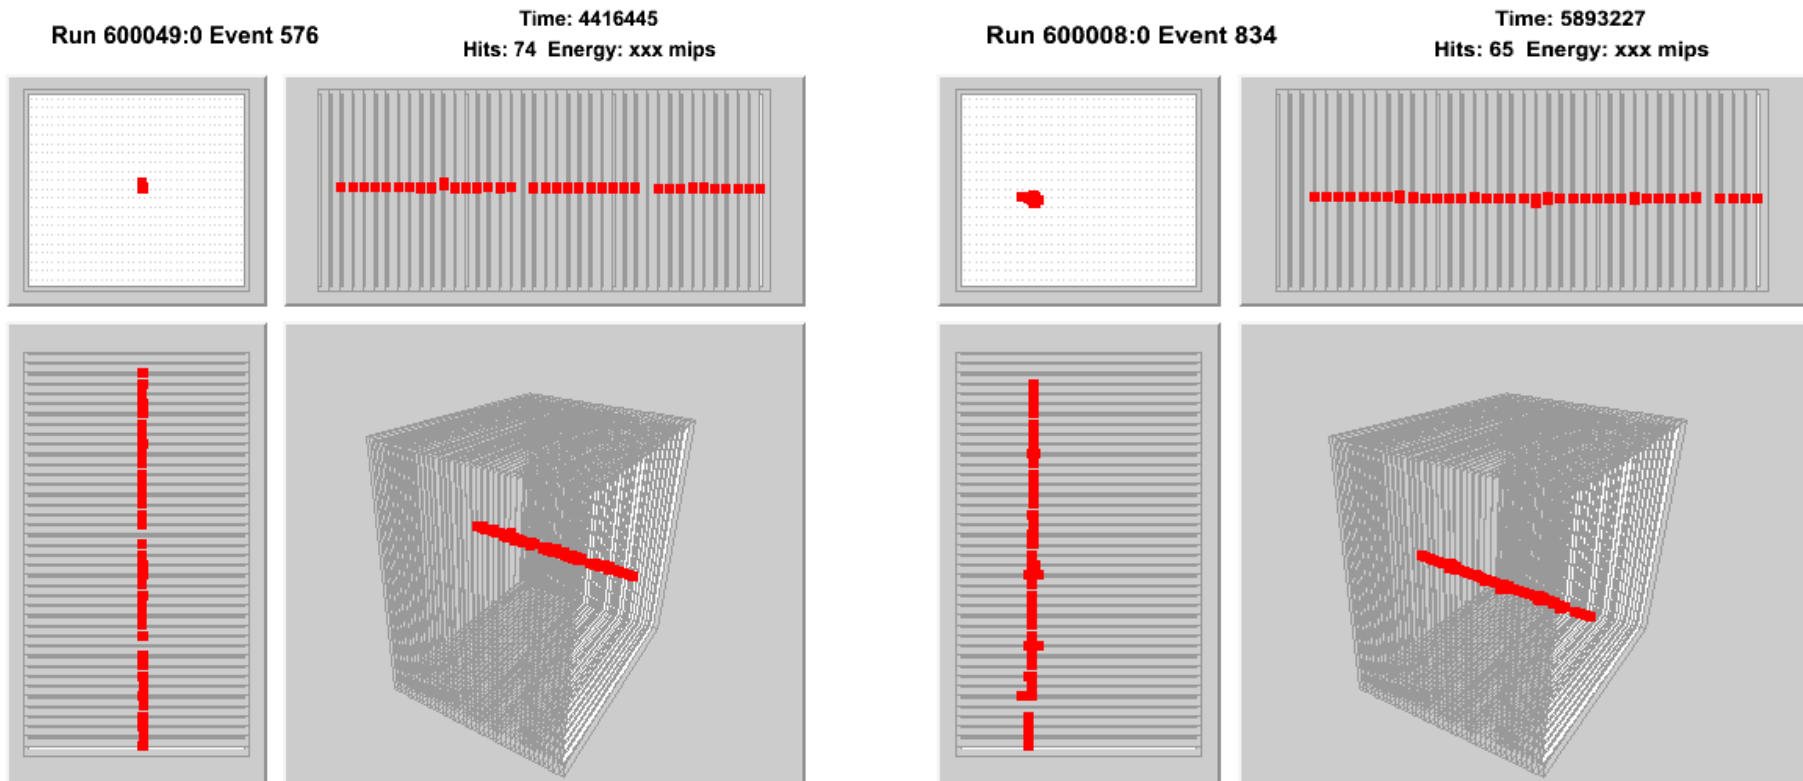 Run 600049:0 Event 576
Time: 4416445
Hits: 74 Energy: xxx mips
Run 600008:0 Event 834
Time: 5893227
Hits: 65 Energy: xxx mips